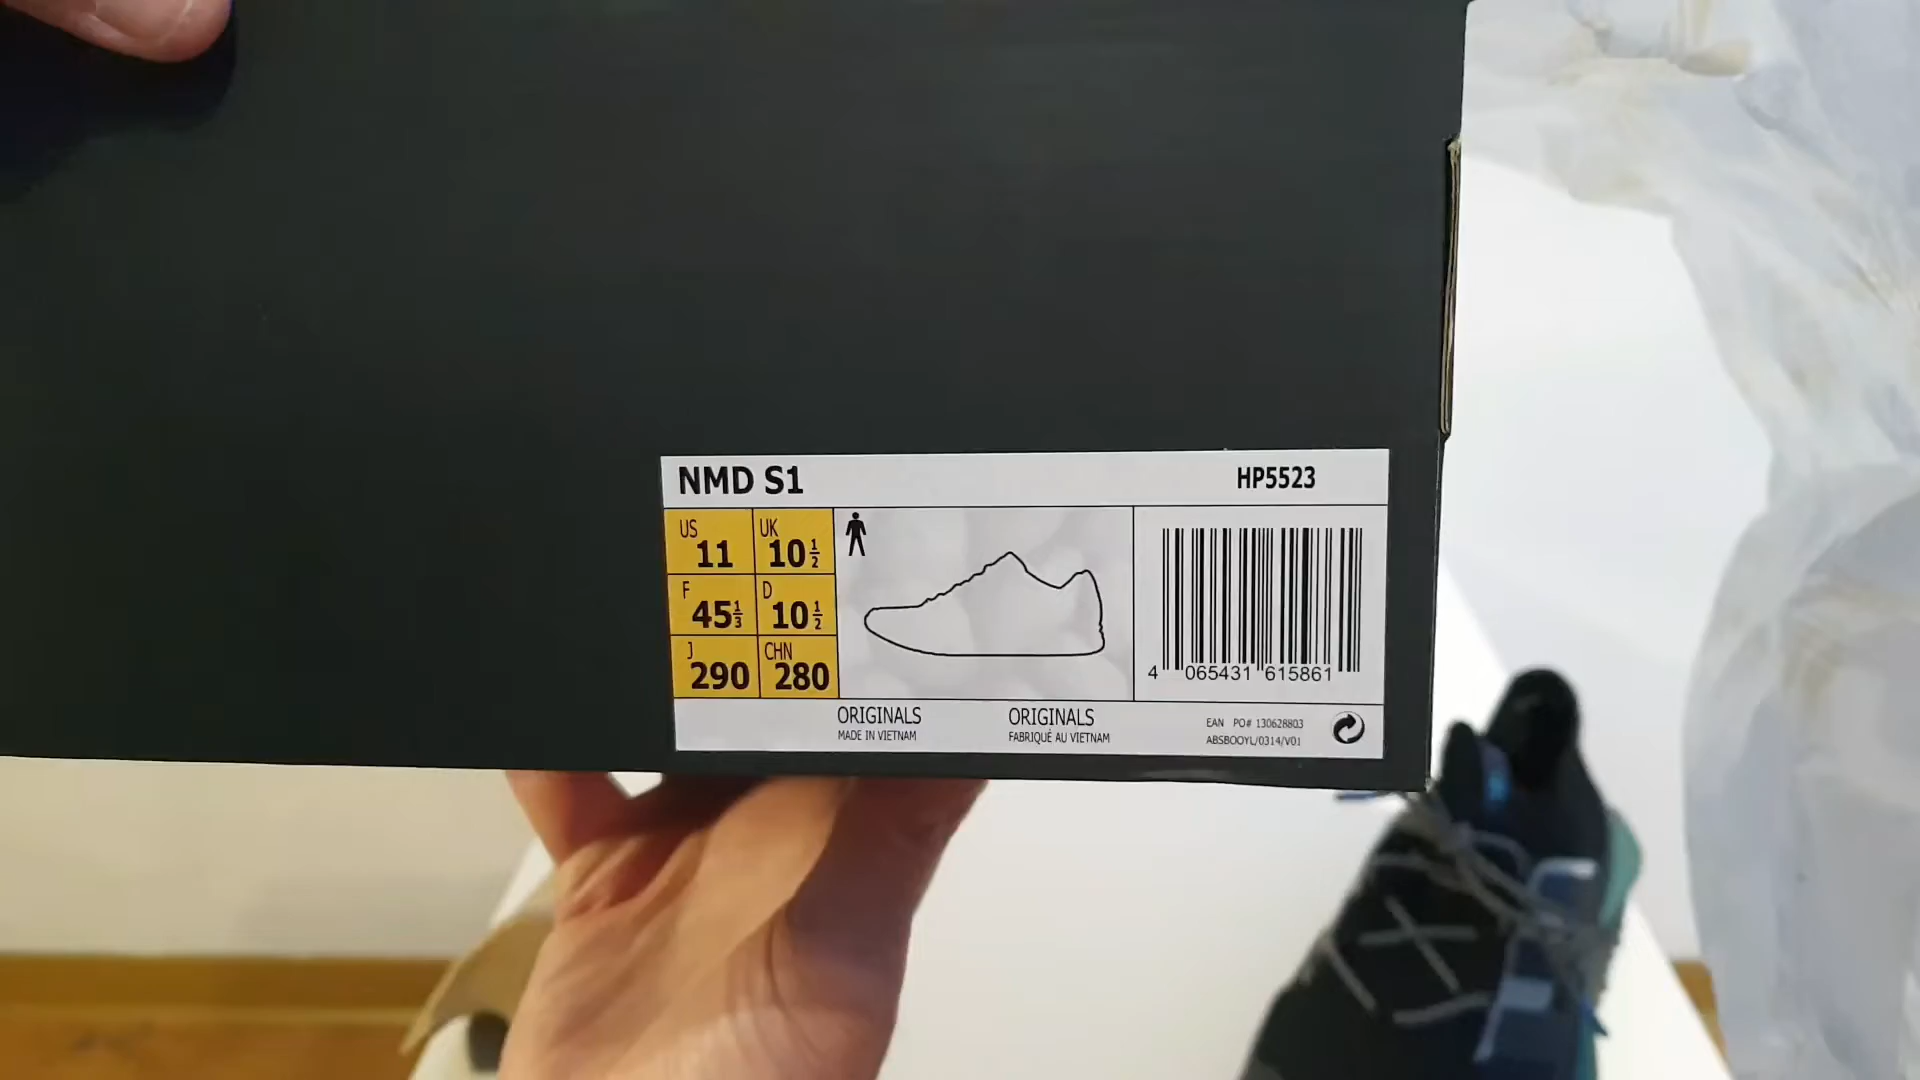 NMD S1 HP5523
US 11 UK 10½
F 45⅓ D 10½
J 290 CHN 280
4 065431 615861
ORIGINALS ORIGINALS
MADE IN VIETNAM FABRIQUÉ AU VIETNAM
EAN PO# 130628803
ABSBOOYL/0314/V01